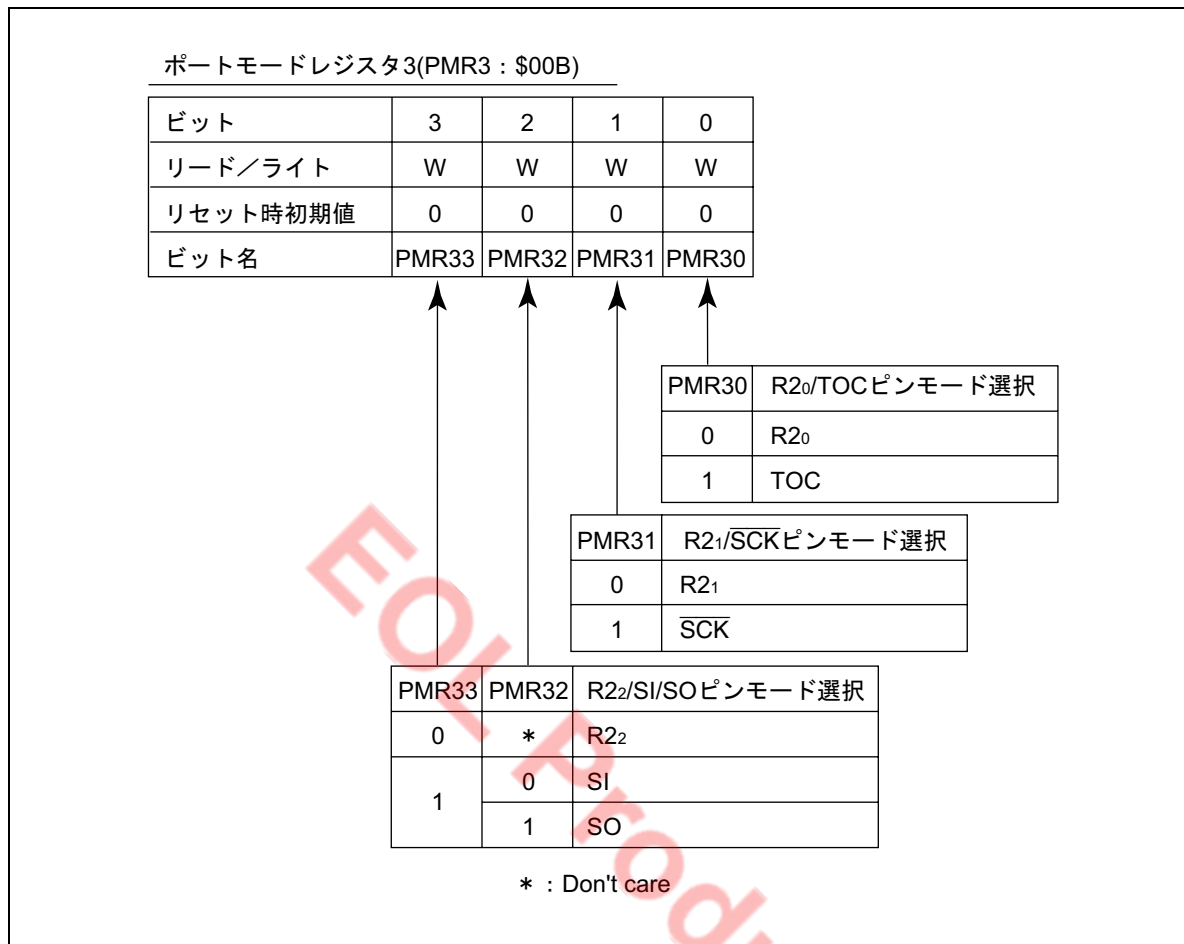 ポートモードレジスタ3(PMR3：$00B)
ビット 3 2 1 0
リード／ライト W W W W
リセット時初期値 0 0 0 0
ビット名 PMR33 PMR32 PMR31 PMR30
PMR30 R20/TOCピンモード選択
0 R20
1 TOC
PMR31 R21/SCKピンモード選択
0 R21
1 SCK
PMR33 PMR32 R22/SI/SOピンモード選択
0 * R22
1 0 SI
1 SO
*：Don't care
EOL Prod